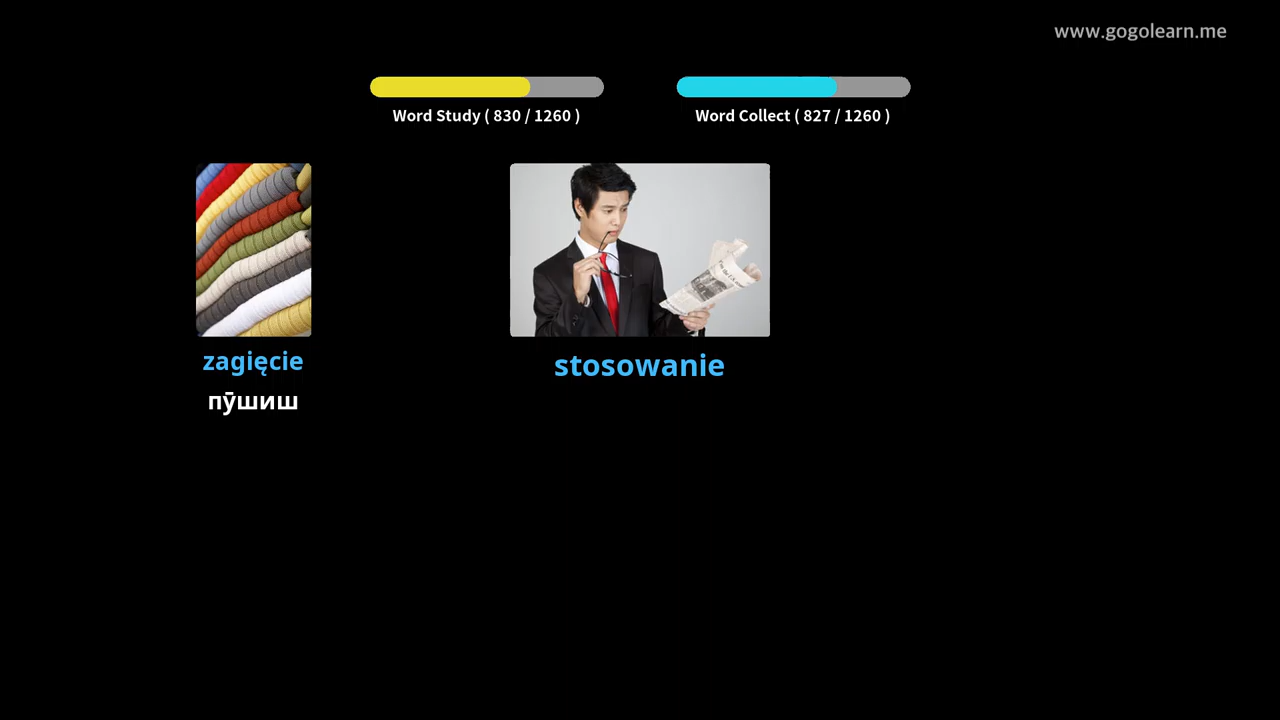 www.gogolearn.me
Word Study ( 830 / 1260 )
Word Collect ( 827 / 1260 )
zagięcie
пӯшиш
stosowanie